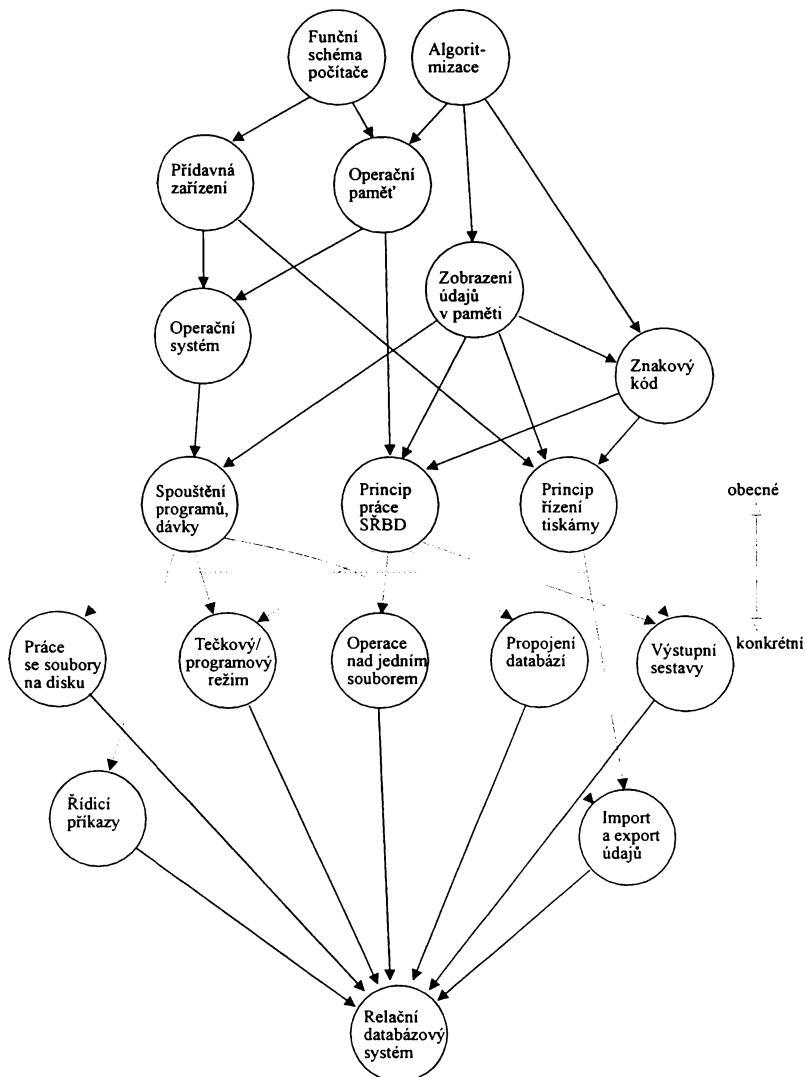 Funční
schéma
počítače
Algorit-
mizace
Přídavná
zařízení
Operační
paměť
Zobrazení
údajů
v paměti
Operační
systém
Znakový
kód
Spouštění
programů,
dávky
Princip
práce
SŘBD
Princip
řízení
tiskárny
obecné
Práce
se soubory
na disku
Tečkový/
programový
režim
Operace
nad jedním
souborem
Propojení
databází
Výstupní
sestavy
konkrétní
Řídicí
příkazy
Import
a export
údajů
Relační
databázový
systém